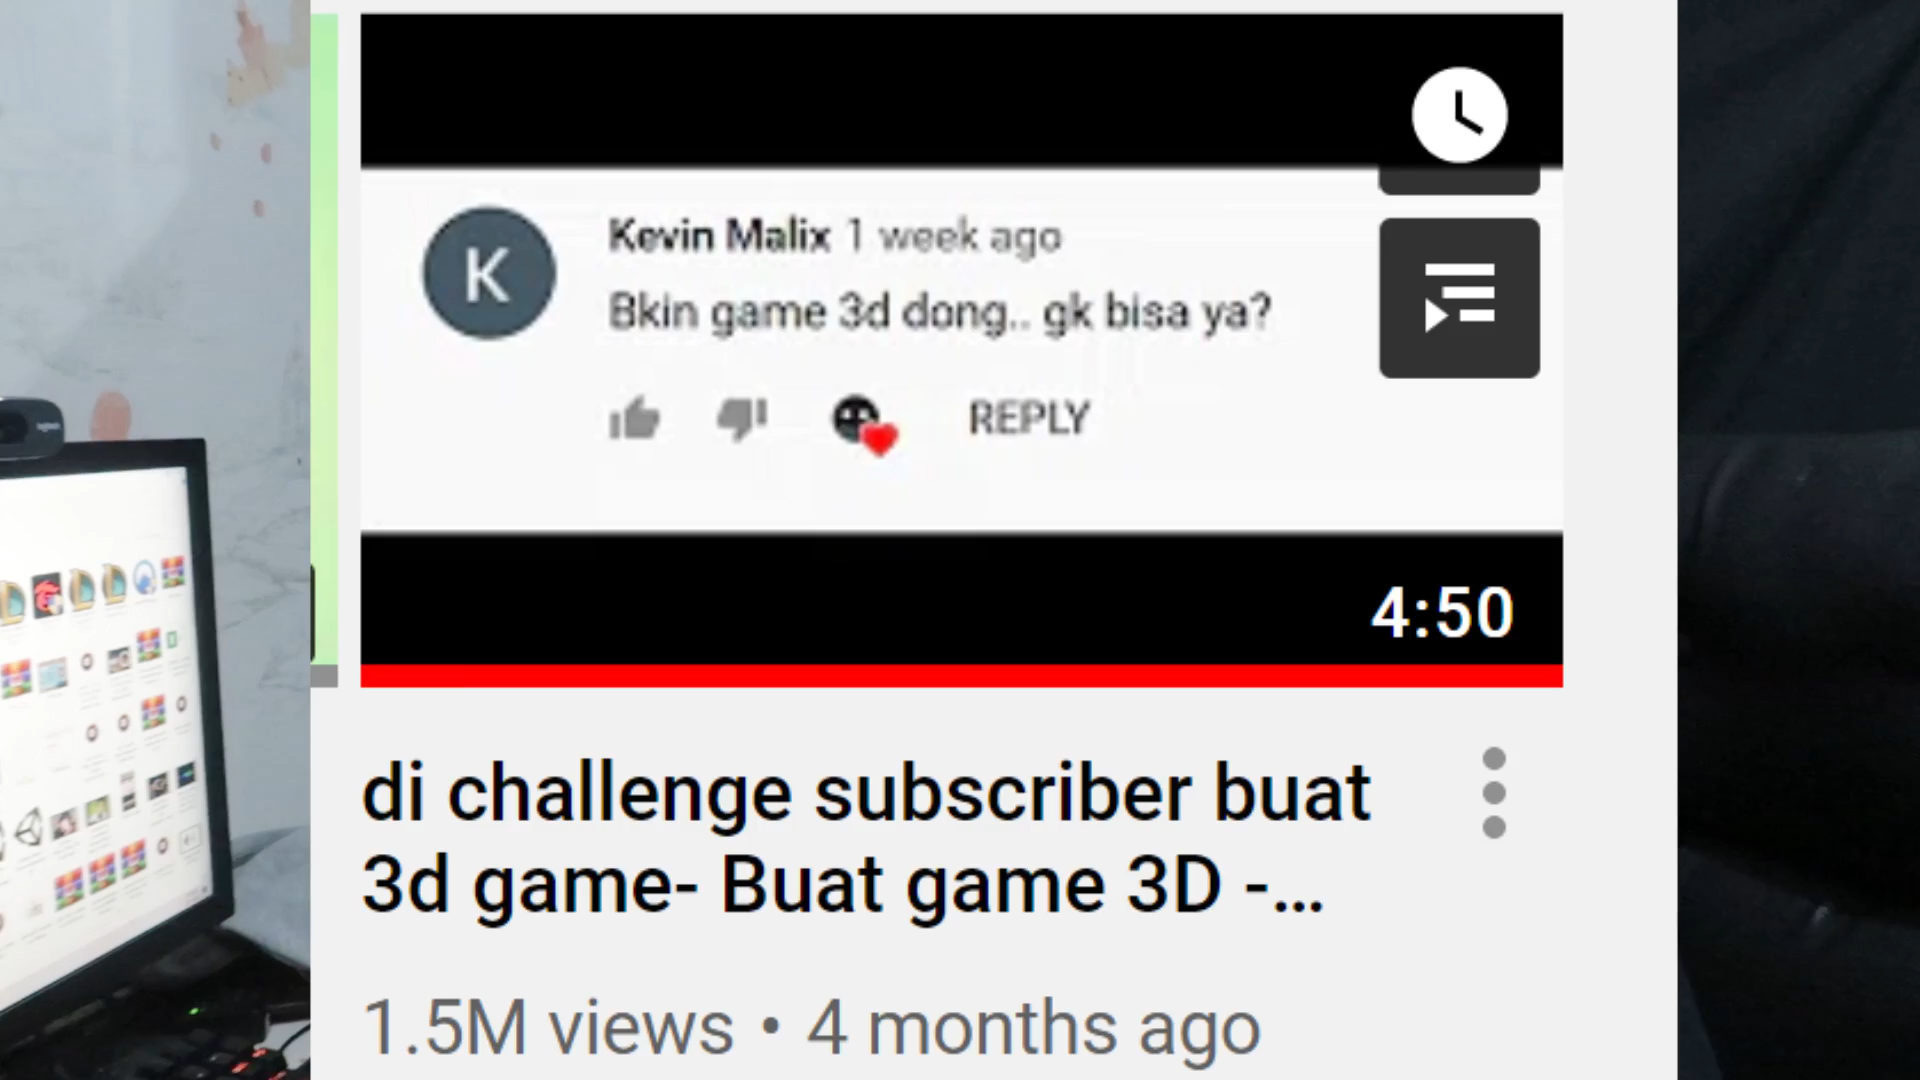 Kevin Malix 1 week ago
Bkin game 3d dong.. gk bisa ya?
K
REPLY
4:50
di challenge subscriber buat
3d game- Buat game 3D -...
1.5M views • 4 months ago